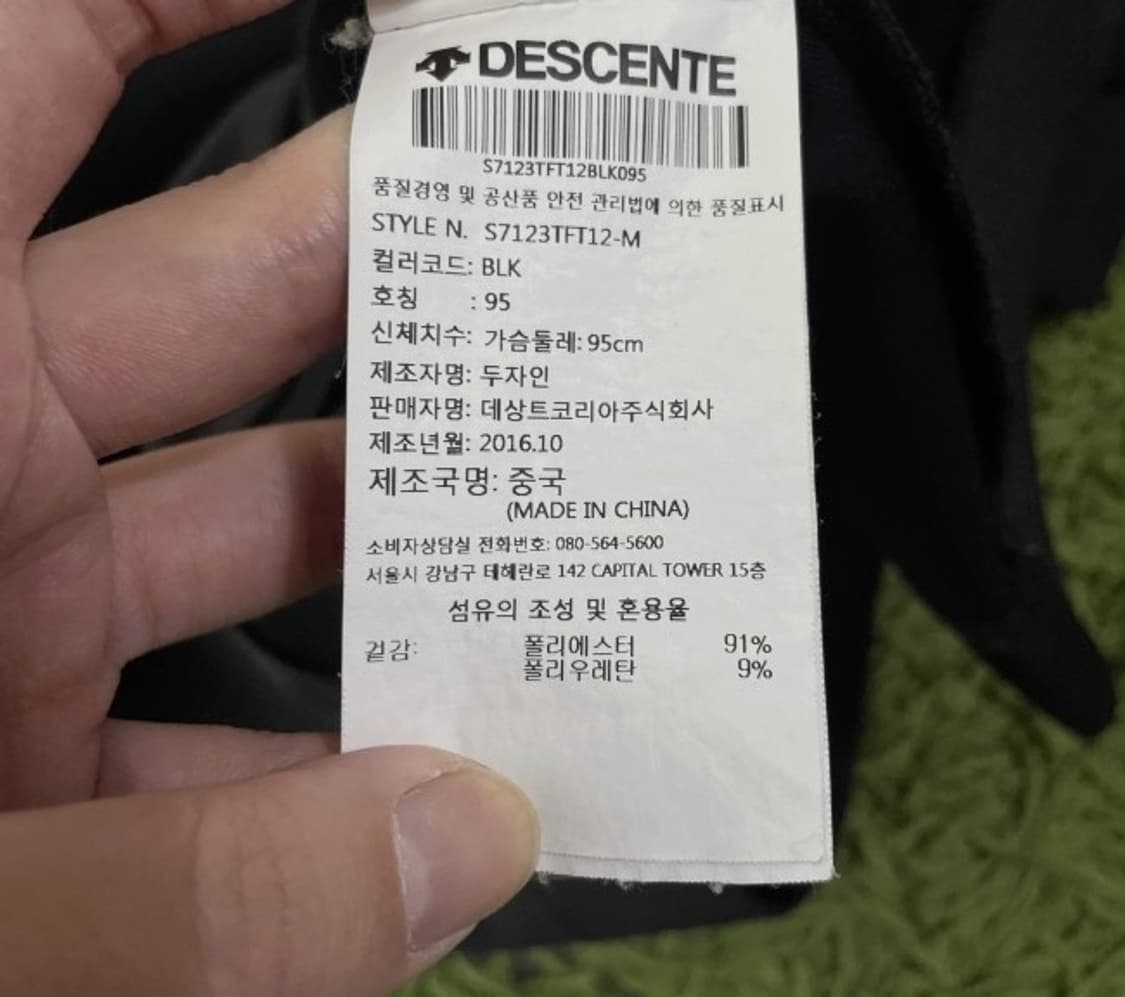 DESCENTE
S7123TFT12BLK095
품질경영 및 공산품 안전 관리법에 의한 품질표시
STYLE N. S7123TFT12-M
컬러코드: BLK
호칭 : 95
신체치수: 가슴둘레: 95cm
제조자명: 두자인
판매자명: 데상트코리아주식회사
제조년월: 2016.10
제조국명: 중국
(MADE IN CHINA)
소비자상담실 전화번호: 080-564-5600
서울시 강남구 테헤란로 142 CAPITAL TOWER 15층
섬유의 조성 및 혼용율
겉감: 폴리에스터 91%
폴리우레탄 9%